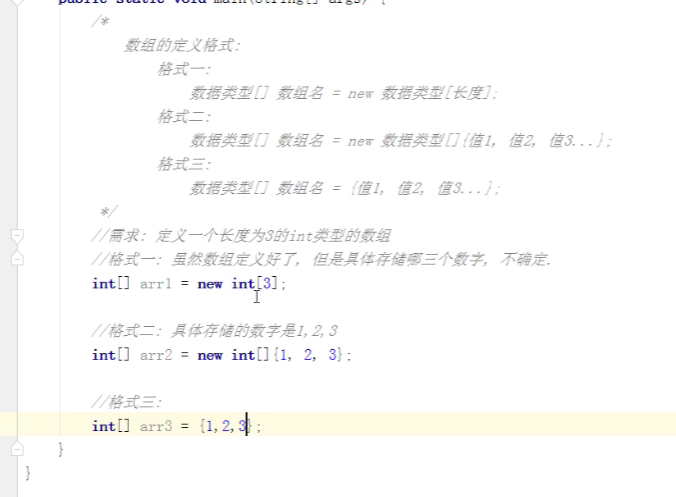 public static void main(String[] args) {
/*
数组的定义格式:
格式一:
数据类型[] 数组名 = new 数据类型[长度];
格式二:
数据类型[] 数组名 = new 数据类型[]{值1, 值2, 值3...};
格式三:
数据类型[] 数组名 = {值1, 值2, 值3...};
*/
//需求: 定义一个长度为3的int类型的数组
//格式一: 虽然数组定义好了, 但是具体存储哪三个数字, 不确定.
int[] arr1 = new int[3];
//格式二: 具体存储的数字是1,2,3
int[] arr2 = new int[]{1, 2, 3};
//格式三:
int[] arr3 = {1,2,3};
}
}